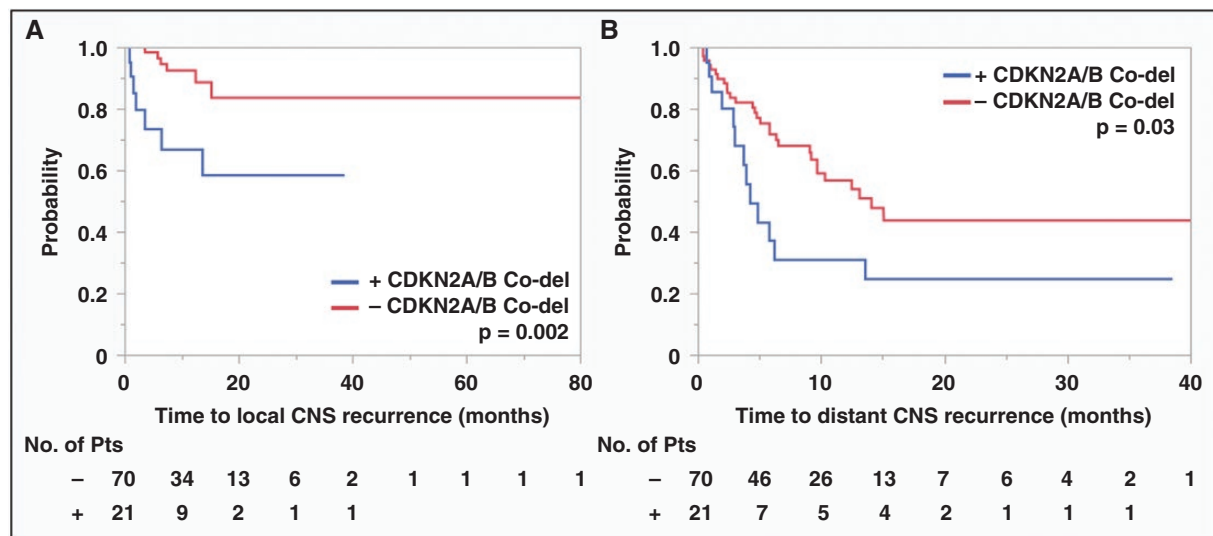 A
1.0
0.8
0.6
0.4
0.2
0
Probability
+ CDKN2A/B Co-del
– CDKN2A/B Co-del
p = 0.002
0 20 40 60 80
Time to local CNS recurrence (months)
No. of Pts
– 70 34 13 6 2 1 1 1 1
+ 21 9 2 1 1
B
1.0
0.8
0.6
0.4
0.2
0
Probability
+ CDKN2A/B Co-del
– CDKN2A/B Co-del
p = 0.03
0 10 20 30 40
Time to distant CNS recurrence (months)
No. of Pts
– 70 46 26 13 7 6 4 2 1
+ 21 7 5 4 2 1 1 1